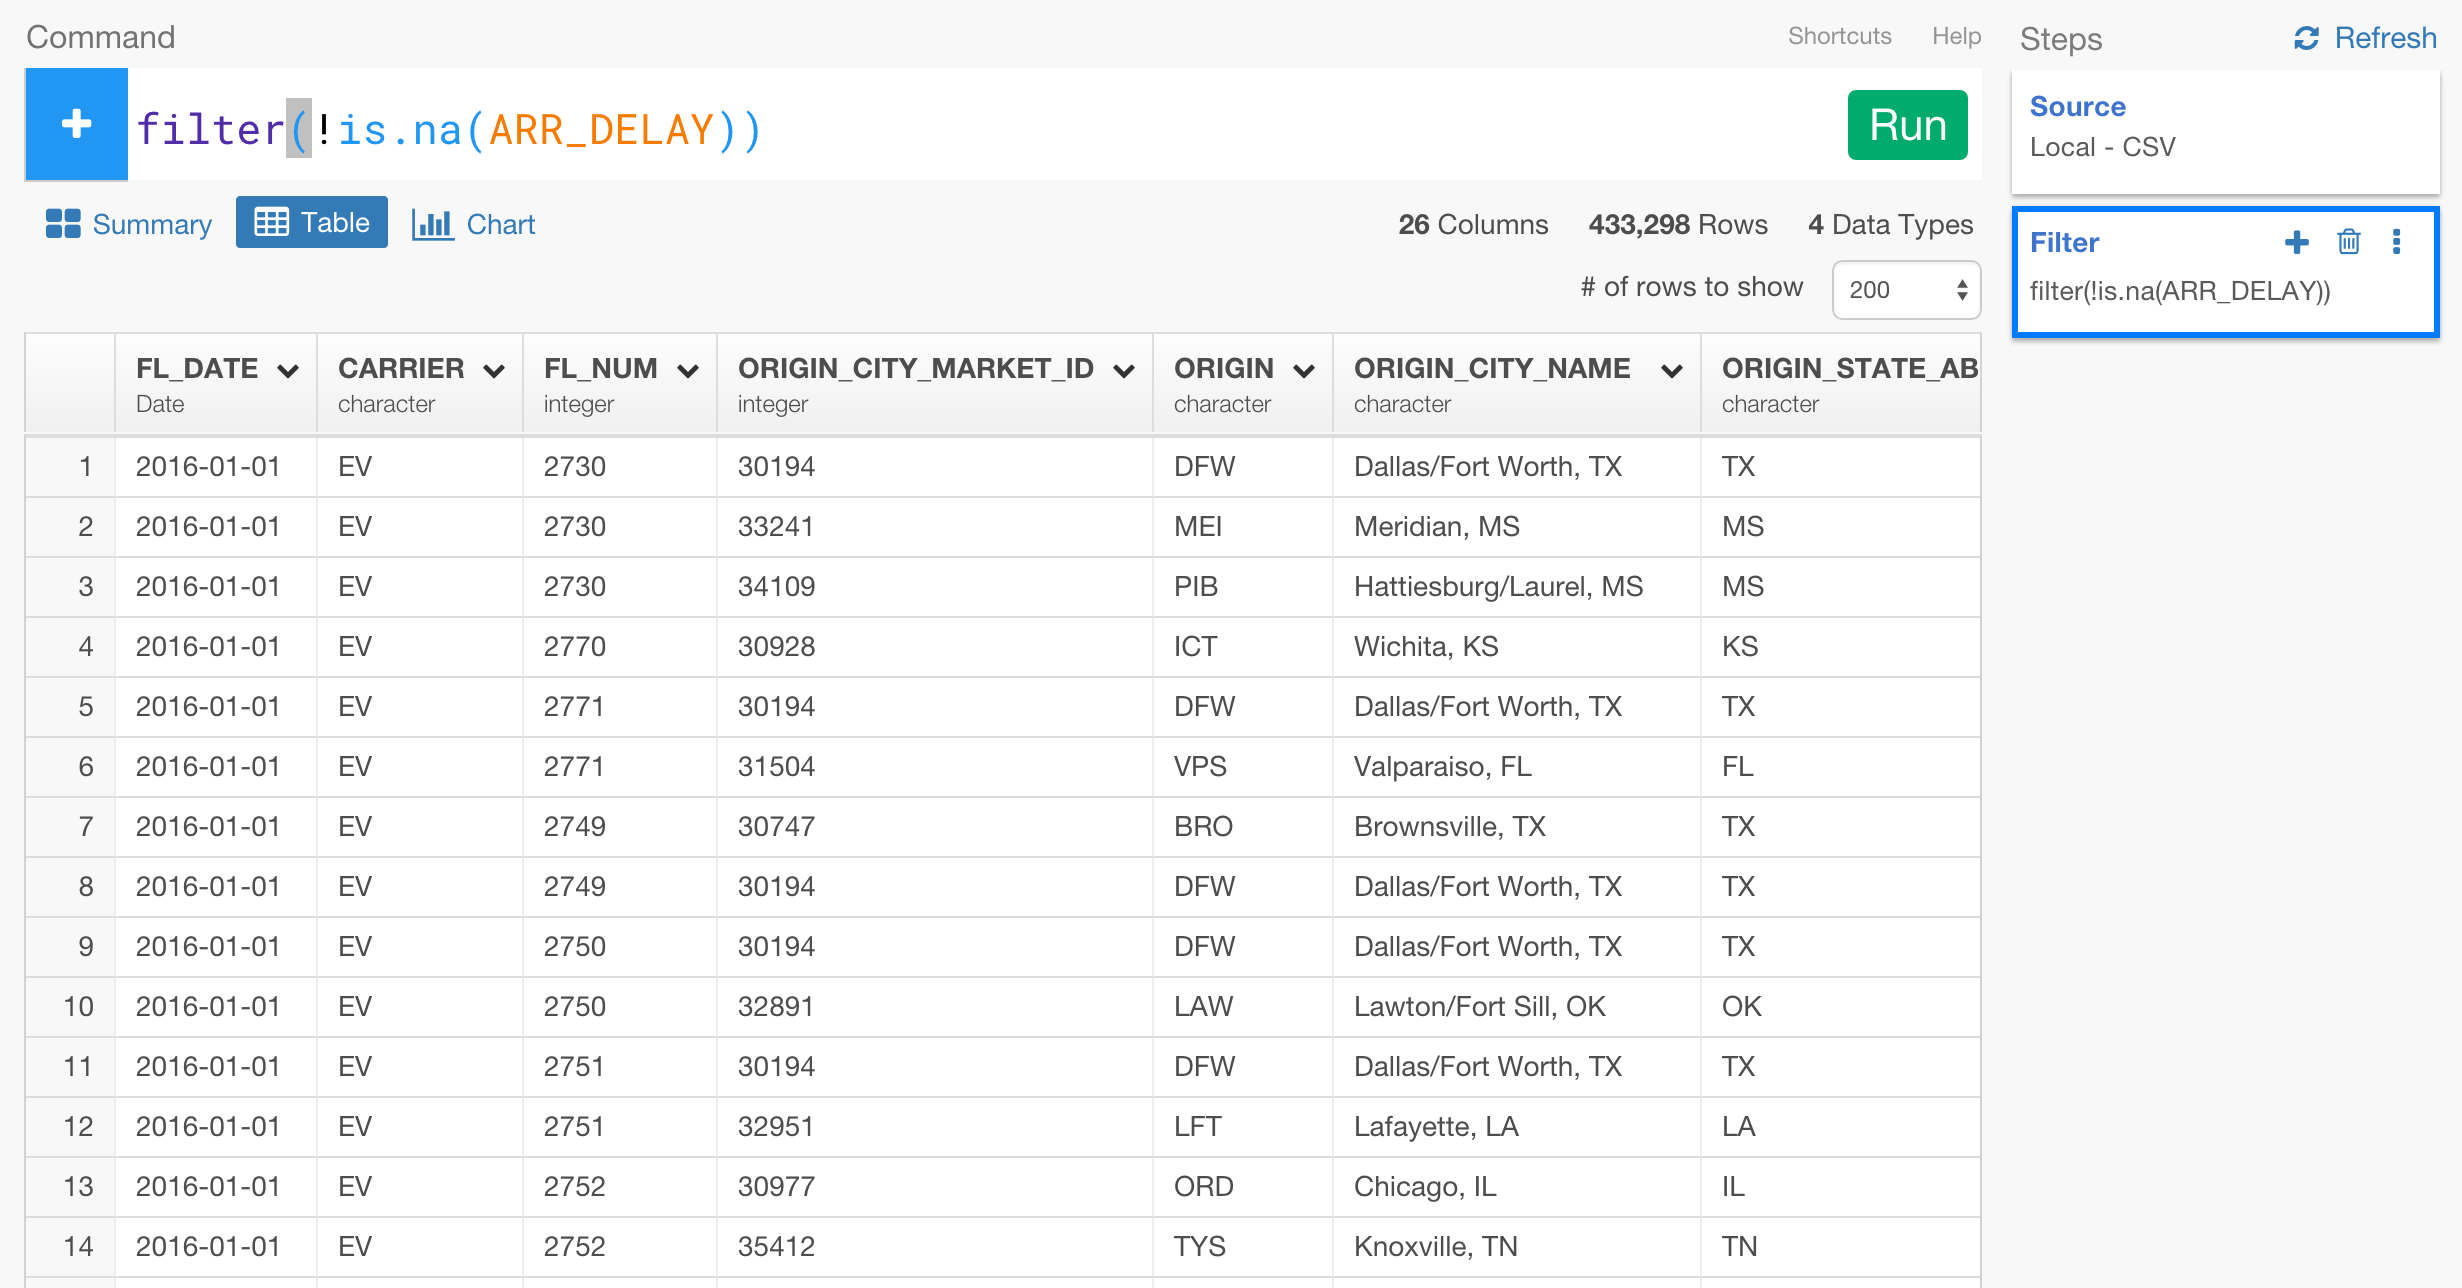 Command Shortcuts Help Steps Refresh
filter(!is.na(ARR_DELAY)) Run
Source
Local - CSV
Summary Table Chart 26 Columns 433,298 Rows 4 Data Types
# of rows to show 200
Filter
filter(!is.na(ARR_DELAY))
FL_DATE CARRIER FL_NUM ORIGIN_CITY_MARKET_ID ORIGIN ORIGIN_CITY_NAME ORIGIN_STATE_AB
Date character integer integer character character character
1 2016-01-01 EV 2730 30194 DFW Dallas/Fort Worth, TX TX
2 2016-01-01 EV 2730 33241 MEI Meridian, MS MS
3 2016-01-01 EV 2730 34109 PIB Hattiesburg/Laurel, MS MS
4 2016-01-01 EV 2770 30928 ICT Wichita, KS KS
5 2016-01-01 EV 2771 30194 DFW Dallas/Fort Worth, TX TX
6 2016-01-01 EV 2771 31504 VPS Valparaiso, FL FL
7 2016-01-01 EV 2749 30747 BRO Brownsville, TX TX
8 2016-01-01 EV 2749 30194 DFW Dallas/Fort Worth, TX TX
9 2016-01-01 EV 2750 30194 DFW Dallas/Fort Worth, TX TX
10 2016-01-01 EV 2750 32891 LAW Lawton/Fort Sill, OK OK
11 2016-01-01 EV 2751 30194 DFW Dallas/Fort Worth, TX TX
12 2016-01-01 EV 2751 32951 LFT Lafayette, LA LA
13 2016-01-01 EV 2752 30977 ORD Chicago, IL IL
14 2016-01-01 EV 2752 35412 TYS Knoxville, TN TN